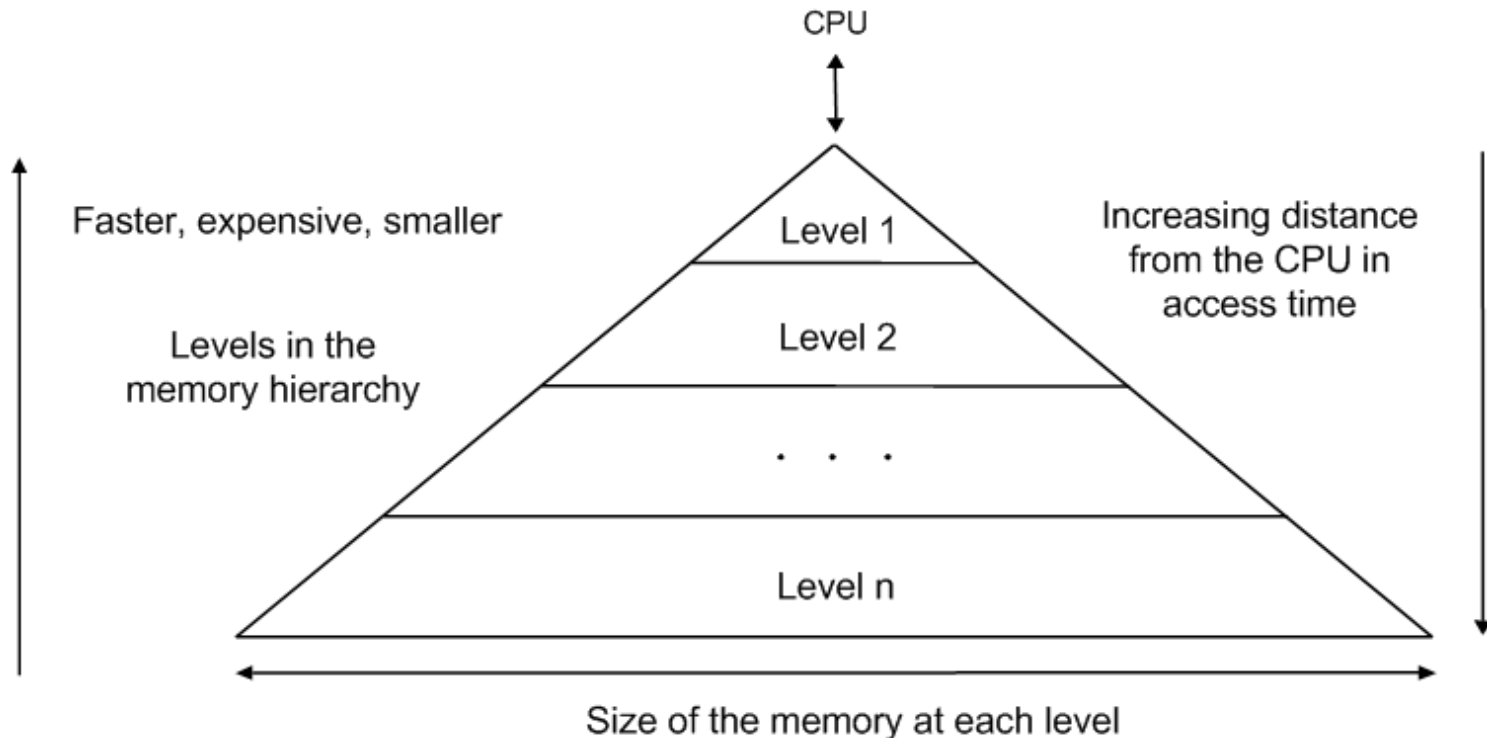 CPU
Faster, expensive, smaller
Levels in the
memory hierarchy
Level 1
Level 2
. . .
Level n
Increasing distance
from the CPU in
access time
Size of the memory at each level